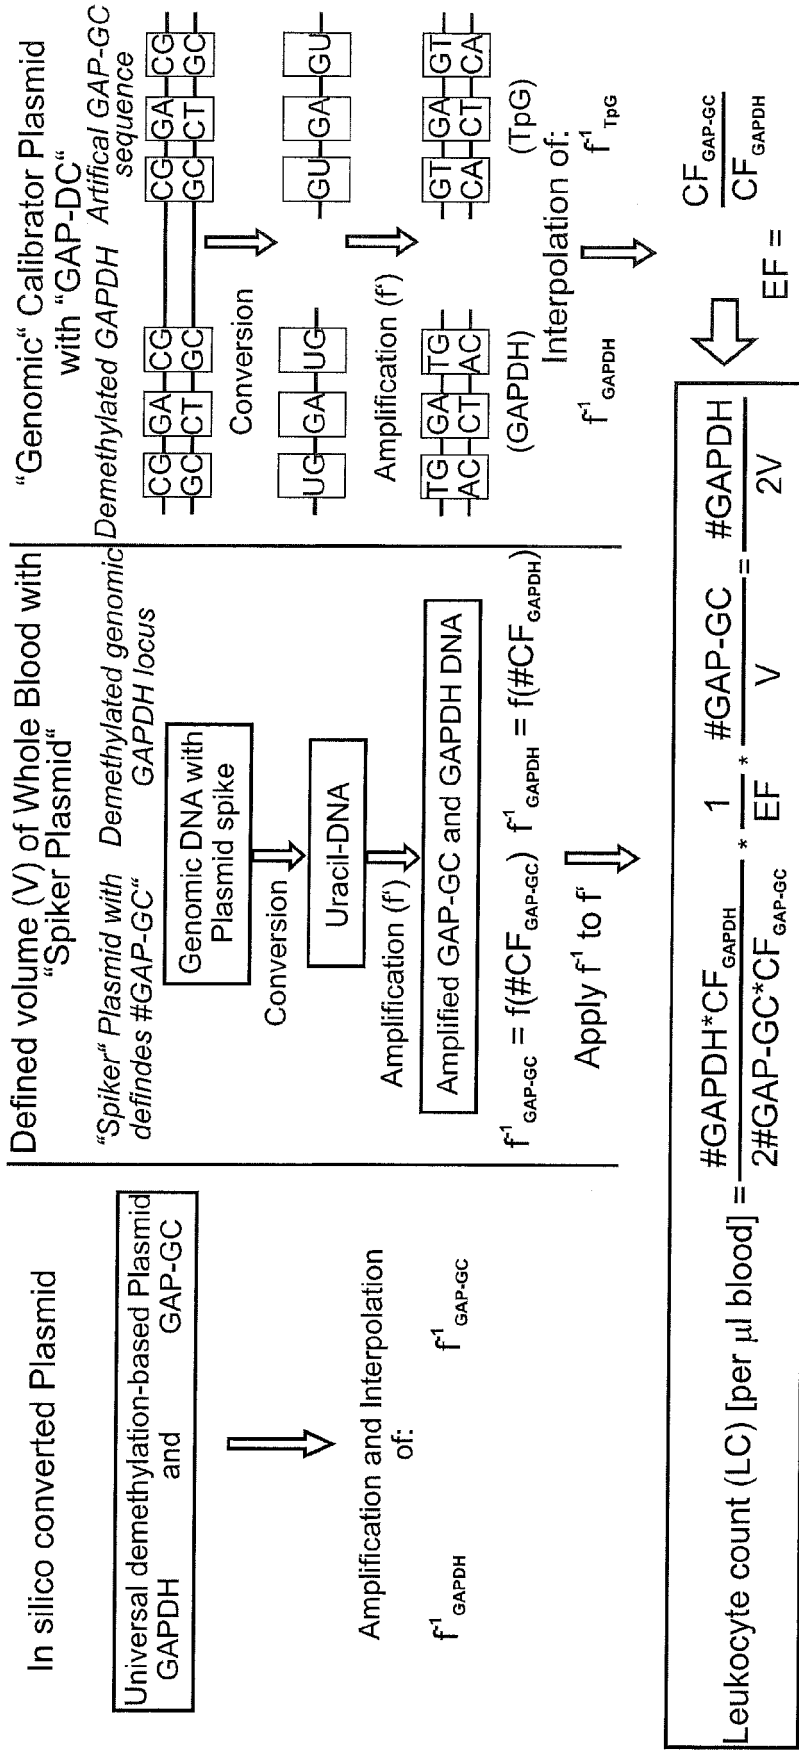 In silico converted Plasmid
Universal demethylation-based Plasmid
GAPDH and GAP-GC
Amplification and Interpolation
of:
f⁻¹GAPDH f⁻¹GAP-GC
Defined volume (V) of Whole Blood with
"Spiker Plasmid"
"Spiker" Plasmid with
defindes #GAP-GC"
Demethylated genomic
GAPDH locus
Genomic DNA with
Plasmid spike
Conversion
Uracil-DNA
Amplification (f')
Amplified GAP-GC and GAPDH DNA
f⁻¹GAP-GC = f(#CFGAP-GC) f⁻¹GAPDH = f(#CFGAPDH)
Apply f⁻¹ to f'
"Genomic" Calibrator Plasmid
with "GAP-DC"
Demethylated GAPDH
Artifical GAP-GC
sequence
CG GA CG CG GA CG
GC CT GC GC CT GC
Conversion
UG GA UG GU GA GU
Amplification (f')
TG GA TG GT GA GT
AC CT AC CA CT CA
(GAPDH) (TpG)
Interpolation of:
f⁻¹GAPDH f⁻¹TpG
EF = CFGAP-GC / CFGAPDH
Leukocyte count (LC) [per µl blood] = #GAPDH*CFGAPDH / 2#GAP-GC*CFGAP-GC * 1 / EF * #GAP-GC / V = #GAPDH / 2V